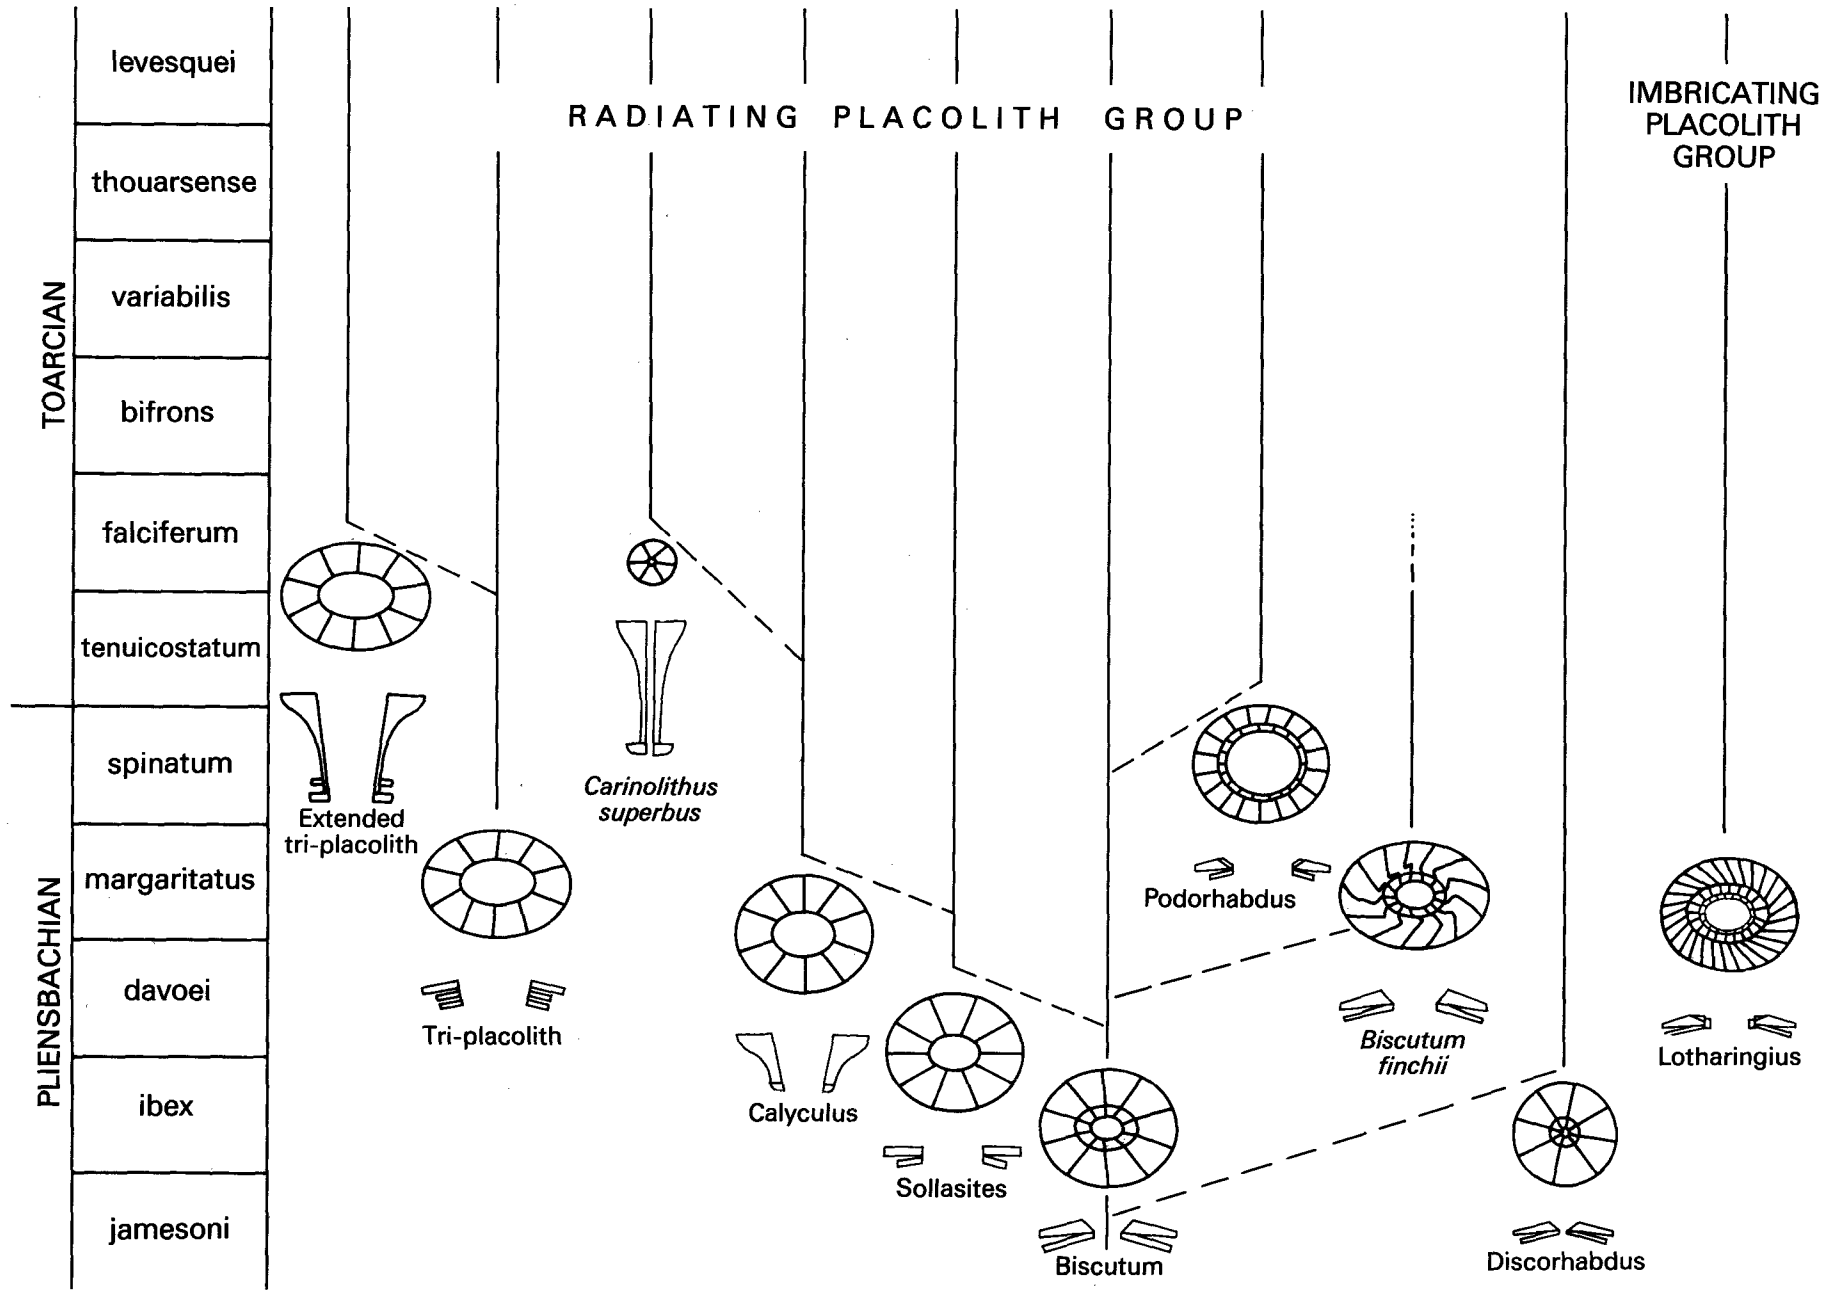 levesquei
RADIATING PLACOLITH GROUP
IMBRICATING
PLACOLITH
GROUP
thouarsense
TOARCIAN
variabilis
bifrons
falciferum
tenuicostatum
spinatum
Carinolithus
superbus
Extended
tri-placolith
PLIENSBACHIAN
margaritatus
Podorhabdus
davoei
Tri-placolith
Biscutum
finchii
Lotharingius
ibex
Calyculus
Sollasites
jamesoni
Biscutum
Discorhabdus